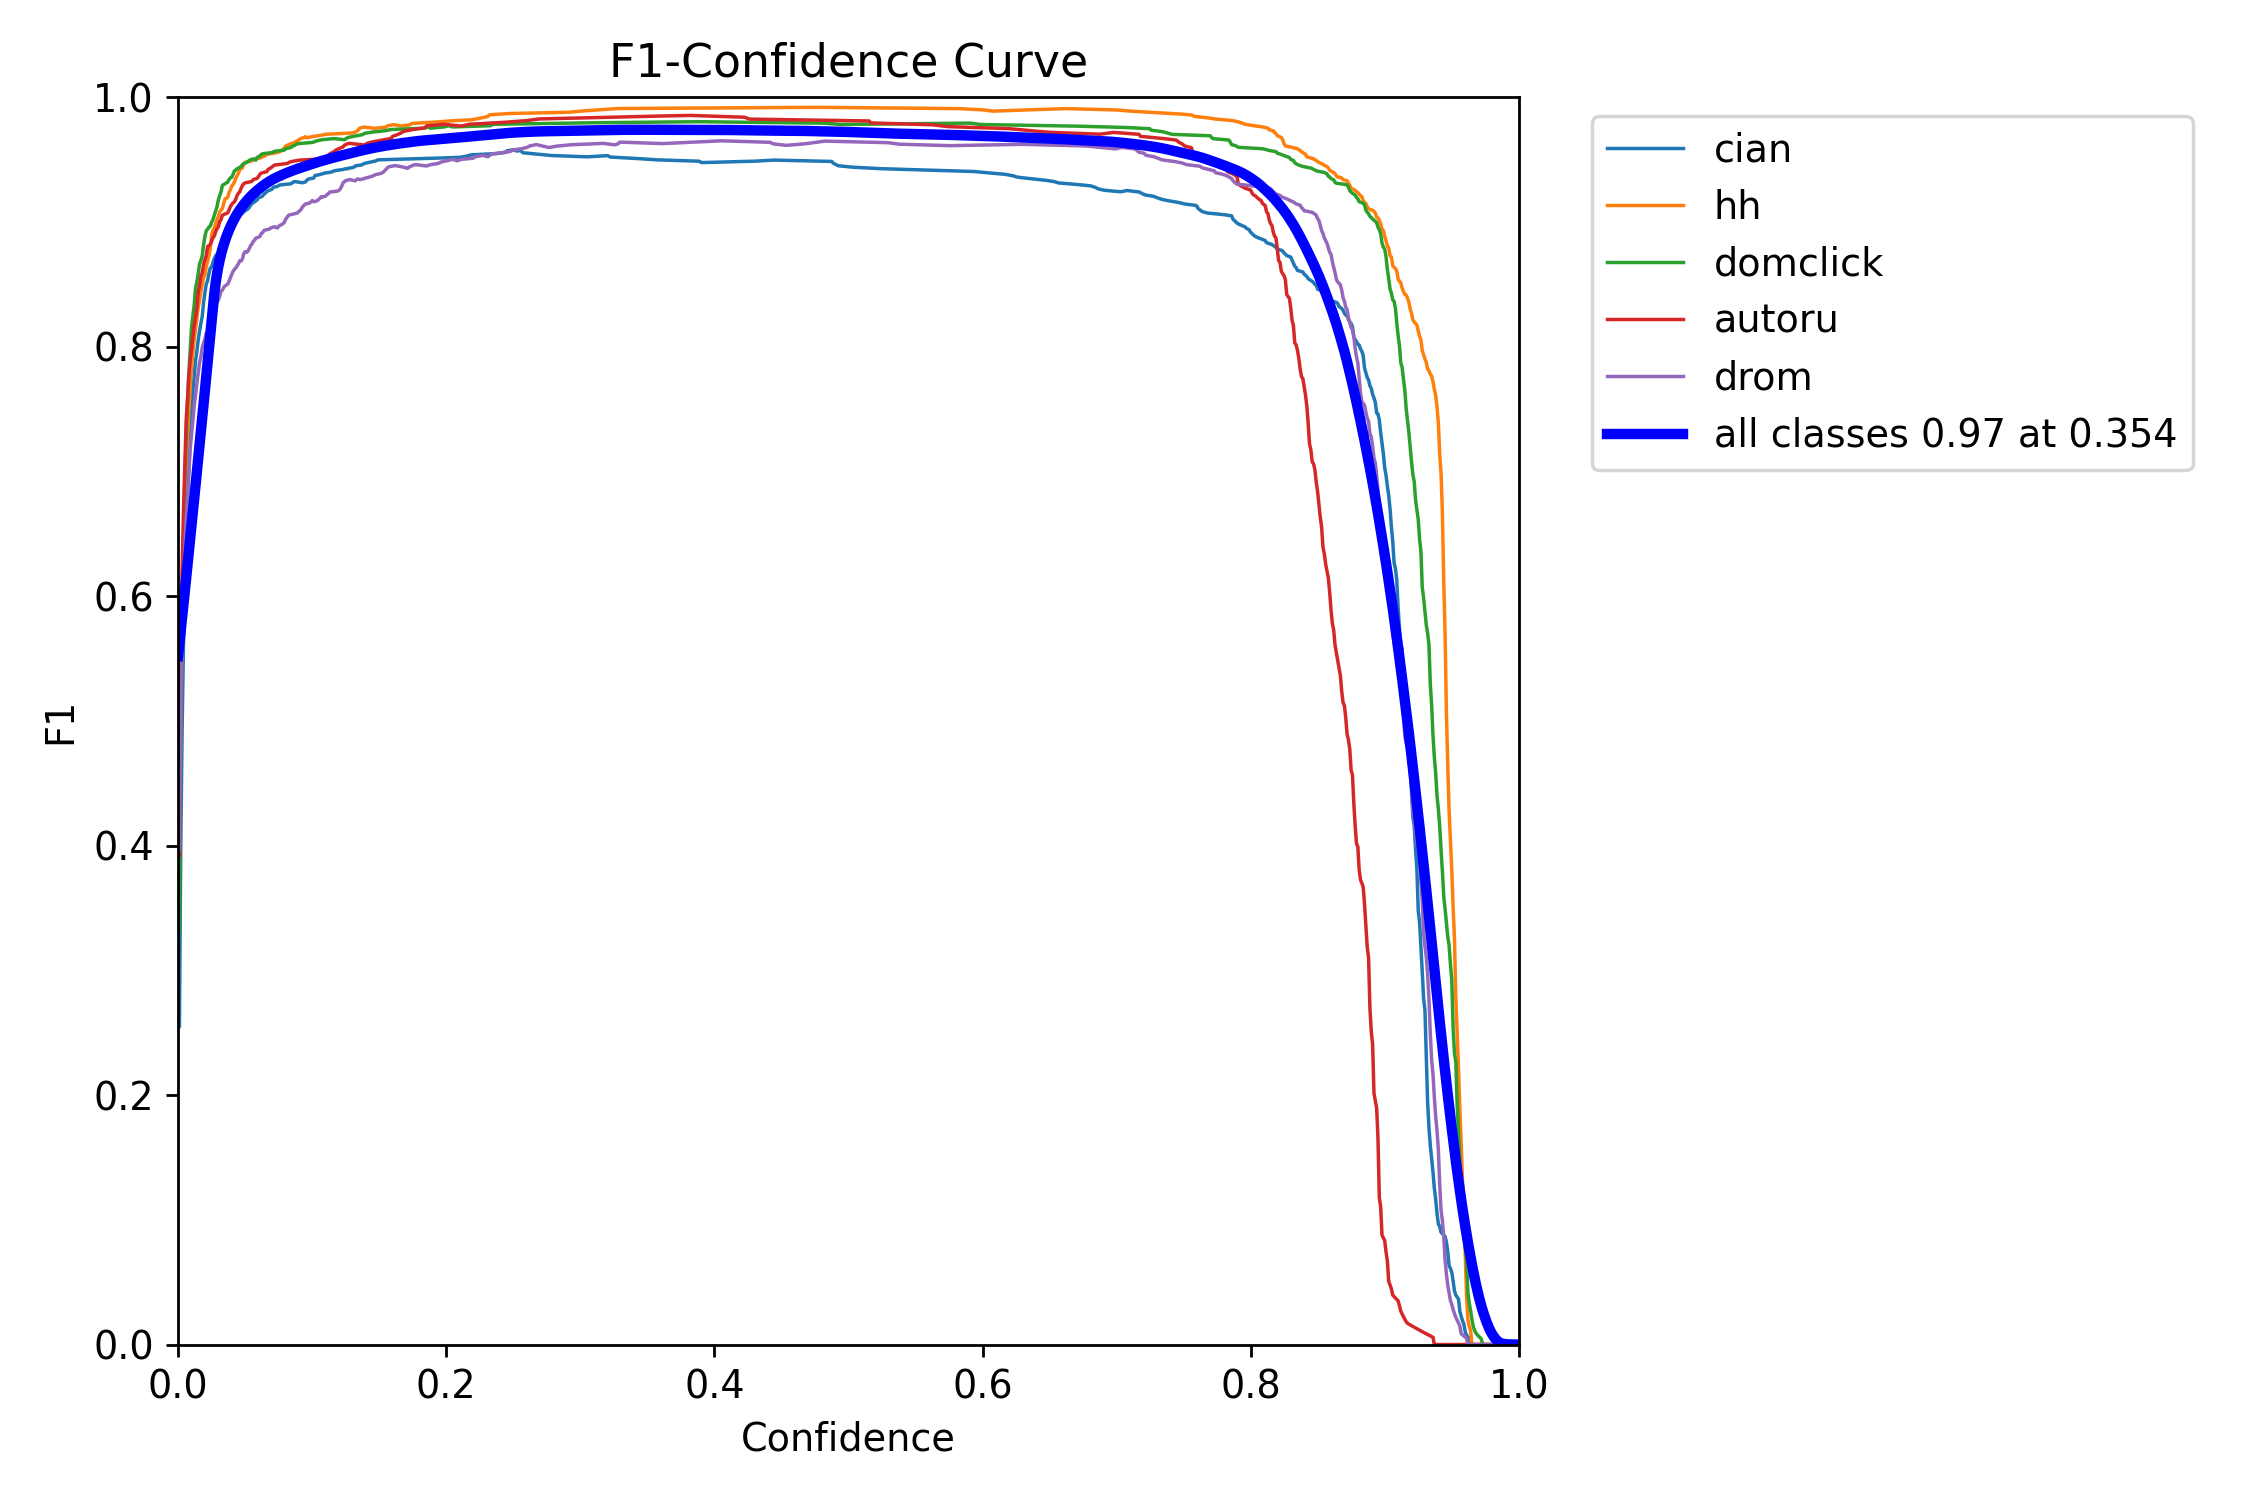 F1-Confidence Curve
1.0
0.8
0.6
0.4
0.2
0.0
F1
0.0 0.2 0.4 0.6 0.8 1.0
Confidence
cian
hh
domclick
autoru
drom
all classes 0.97 at 0.354